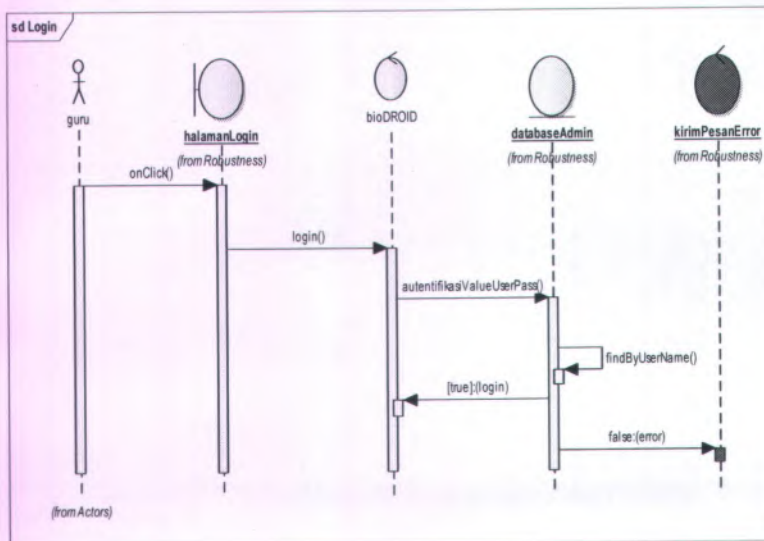 sd Login
guru
halamanLogin
(from Robustness)
bioDROID
databaseAdmin
(from Robustness)
kirimPesanError
(from Robustness)
onClick()
login()
autentifikasiValueUserPass()
findByUserName()
[true]:(login)
false:(error)
(from Actors)